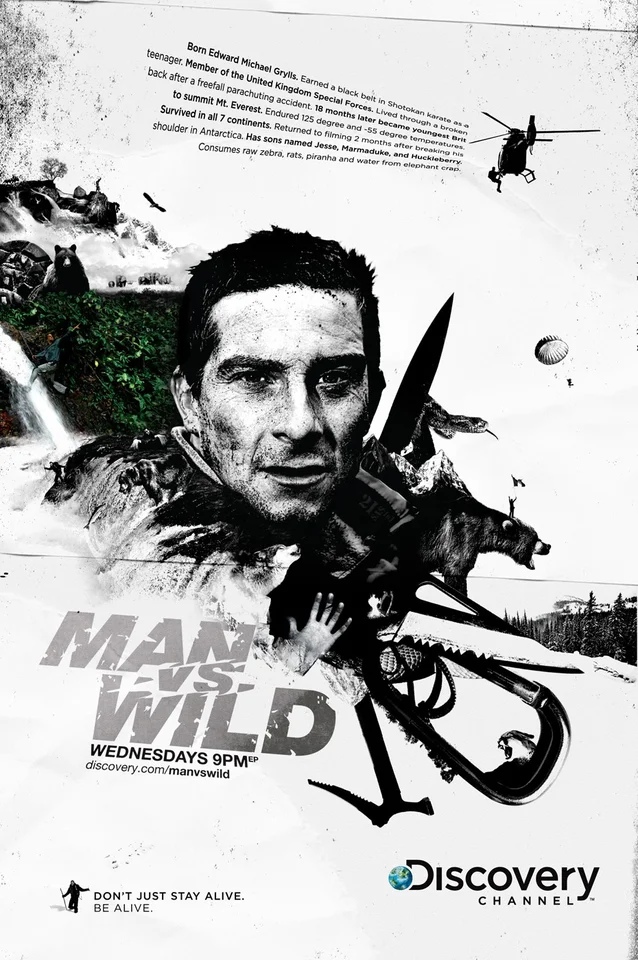 Born Edward Michael Grylls. Earned a black belt in Shotokan karate as a
teenager. Member of the United Kingdom Special Forces. Lived through a broken
back after a freefall parachuting accident. 18 months later became youngest Brit
to summit Mt. Everest. Endured 125 degree and -55 degree temperatures.
Survived in all 7 continents. Returned to filming 2 months after breaking his
shoulder in Antarctica. Has sons named Jesse, Marmaduke, and Huckleberry.
Consumes raw zebra, rats, piranha and water from elephant crap.
MAN
VS.
WILD
WEDNESDAYS 9PM EP
discovery.com/manvswild
DON'T JUST STAY ALIVE.
BE ALIVE.
Discovery
CHANNEL™